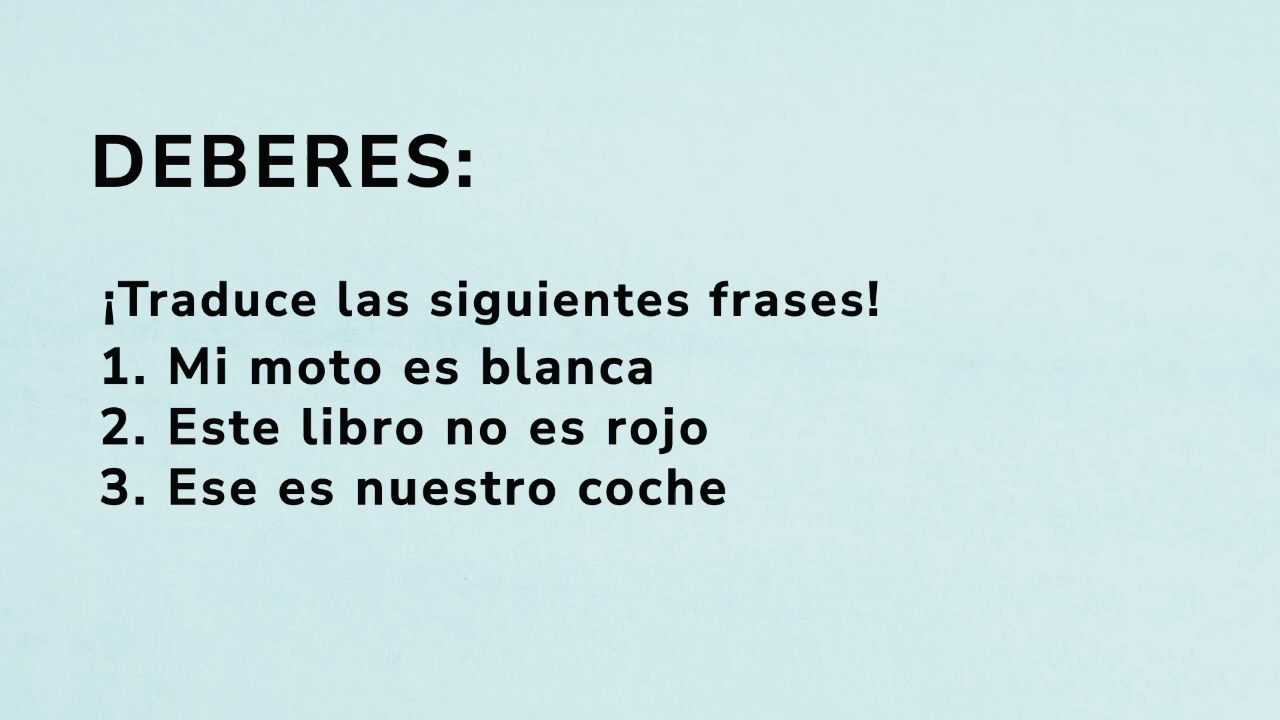 DEBERES:
¡Traduce las siguientes frases!
1. Mi moto es blanca
2. Este libro no es rojo
3. Ese es nuestro coche